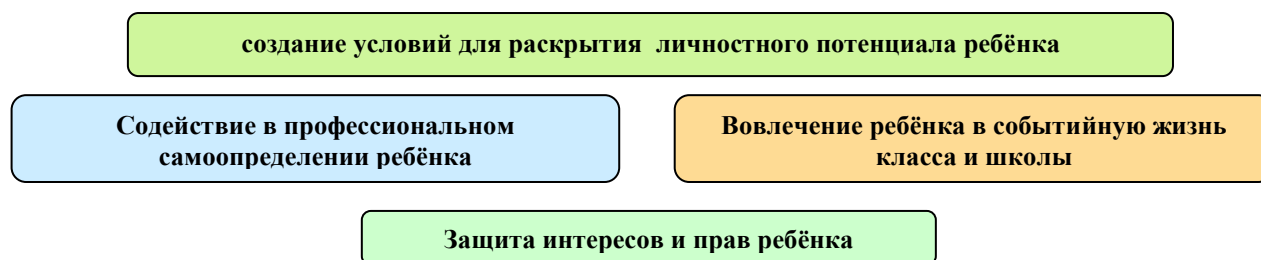 создание условий для раскрытия личностного потенциала ребёнка
Содействие в профессиональном
самоопределении ребёнка
Вовлечение ребёнка в событийную жизнь
класса и школы
Защита интересов и прав ребёнка